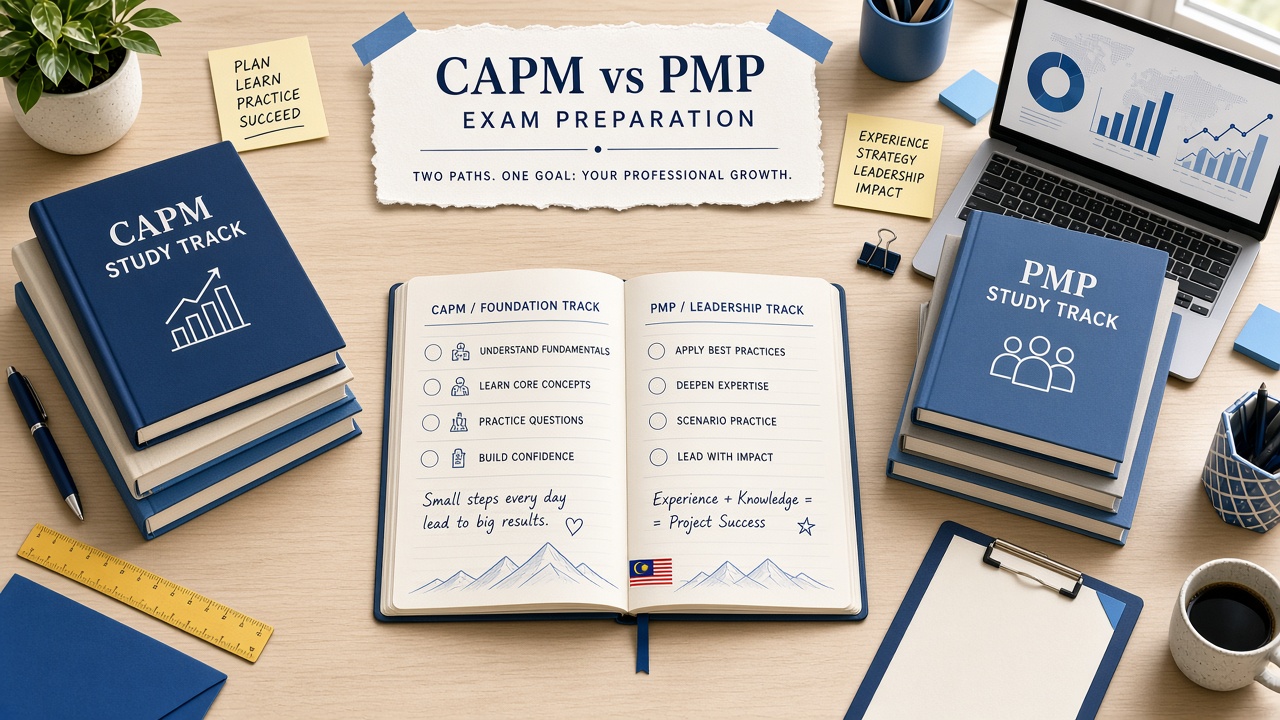 CAPM vs PMP
EXAM PREPARATION
TWO PATHS. ONE GOAL: YOUR PROFESSIONAL GROWTH.
PLAN
LEARN
PRACTICE
SUCCEED
EXPERIENCE
STRATEGY
LEADERSHIP
IMPACT
CAPM
STUDY TRACK
CAPM / FOUNDATION TRACK
UNDERSTAND FUNDAMENTALS
LEARN CORE CONCEPTS
PRACTICE QUESTIONS
BUILD CONFIDENCE
Small steps every day
lead to big results.
PMP / LEADERSHIP TRACK
APPLY BEST PRACTICES
DEEPEN EXPERTISE
SCENARIO PRACTICE
LEAD WITH IMPACT
Experience + Knowledge =
= Project Success
PMP
STUDY TRACK